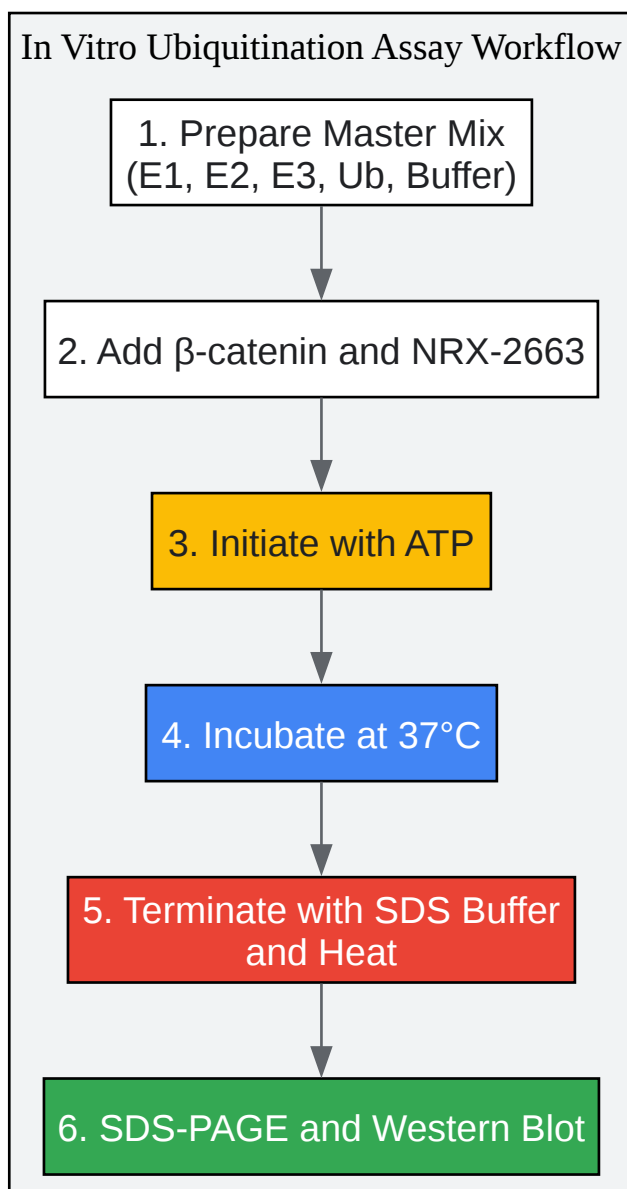 In Vitro Ubiquitination Assay Workflow
1. Prepare Master Mix
(E1, E2, E3, Ub, Buffer)
2. Add β-catenin and NRX-2663
3. Initiate with ATP
4. Incubate at 37°C
5. Terminate with SDS Buffer
and Heat
6. SDS-PAGE and Western Blot